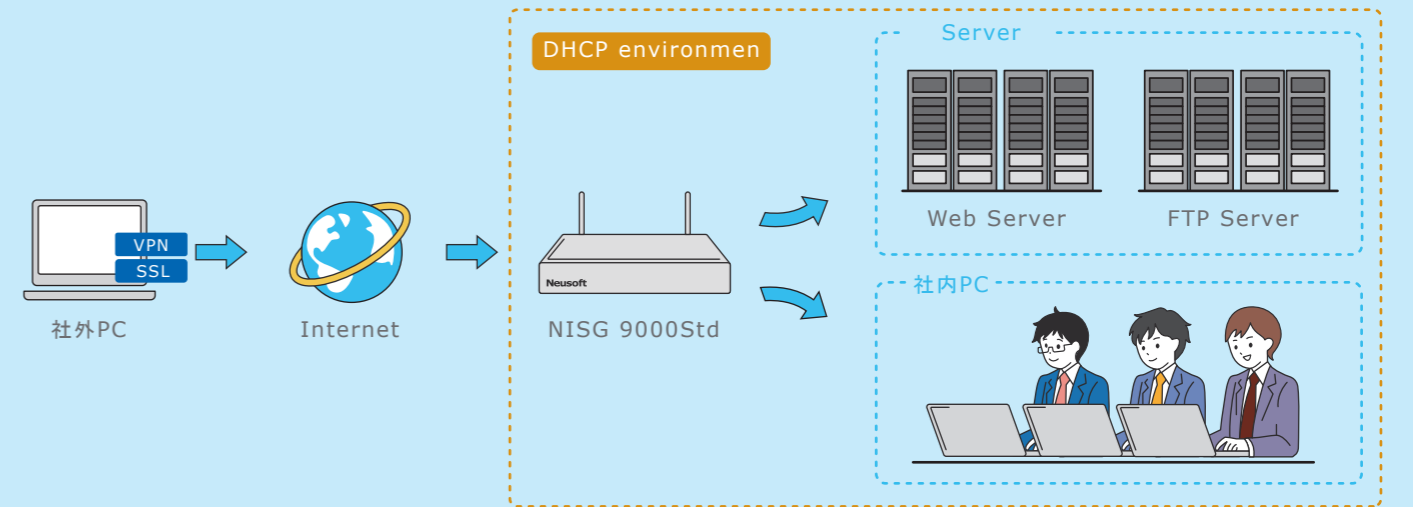 DHCP environmen
Server
Web Server
FTP Server
VPN
SSL
社外PC
Internet
Neusoft
NISG 9000Std
社内PC